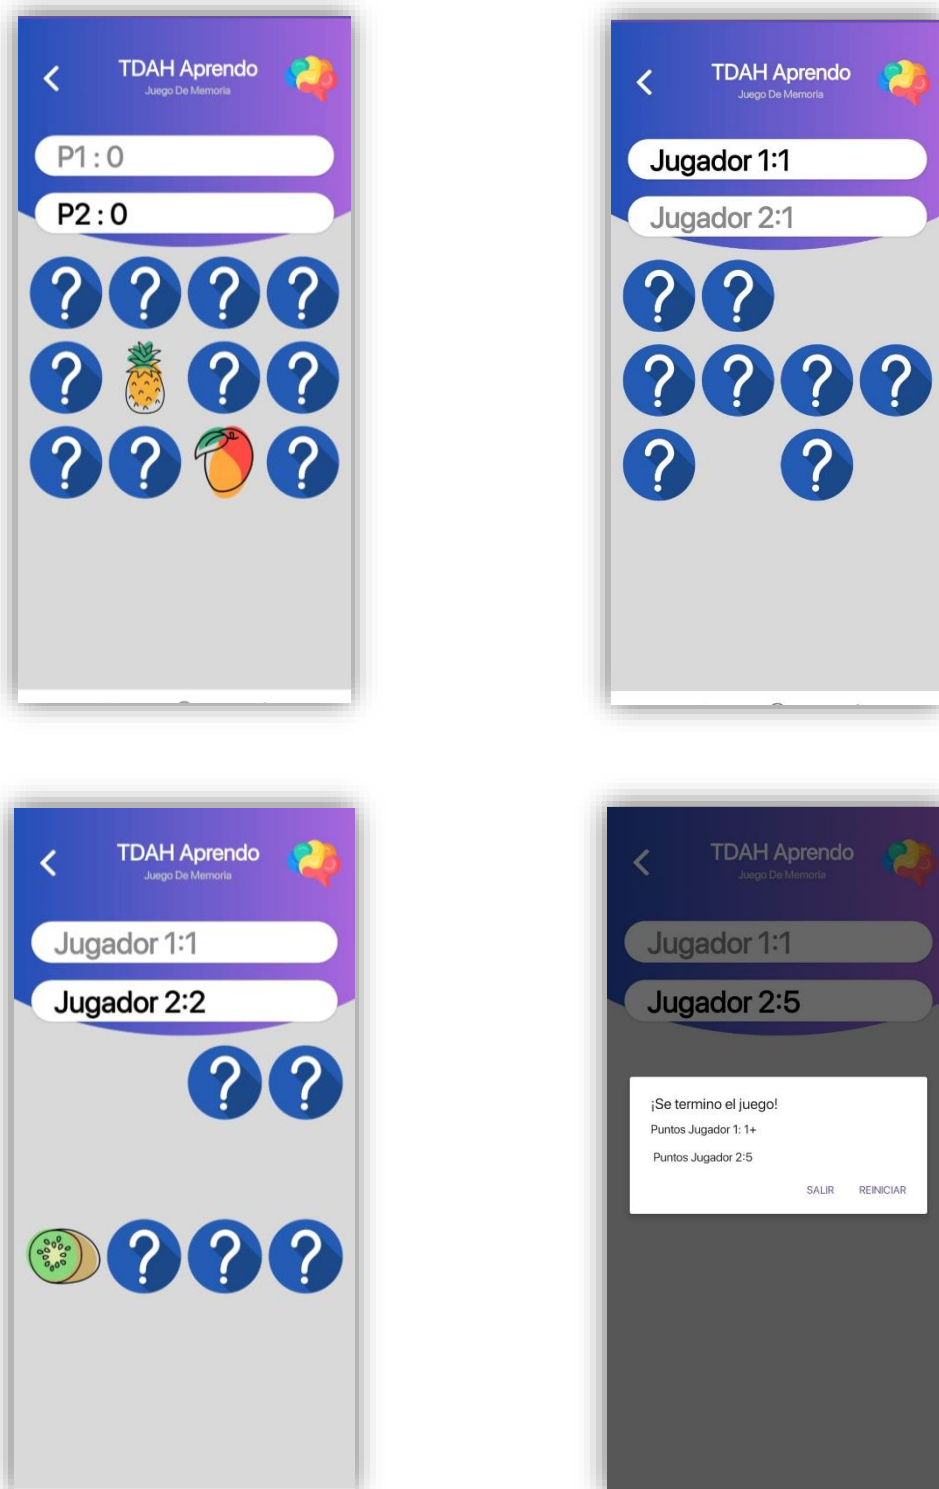 TDAH Aprendo
Juego De Memoria
P1 : 0
P2 : 0
? ? ? ?
? ? ?
? ? ?
TDAH Aprendo
Juego De Memoria
Jugador 1:1
Jugador 2:1
? ?
? ? ? ?
? ?
TDAH Aprendo
Juego De Memoria
Jugador 1:1
Jugador 2:2
? ?
? ? ?
TDAH Aprendo
Juego De Memoria
Jugador 1:1
Jugador 2:5
¡Se termino el juego!
Puntos Jugador 1: 1+
Puntos Jugador 2:5
SALIR REINICIAR